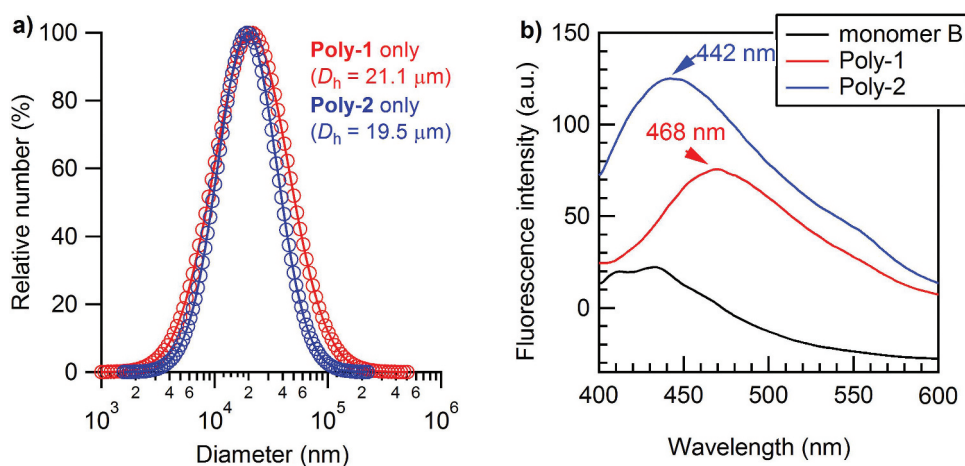 a)
Relative number (%)
100
80
60
40
20
0
Poly-1 only
(Dh = 21.1 μm)
Poly-2 only
(Dh = 19.5 μm)
2 4 6 2 4 6 2 4 6
10³ 10⁴ 10⁵ 10⁶
Diameter (nm)
b)
Fluorescence intensity (a.u.)
150
100
50
0
monomer B
Poly-1
Poly-2
442 nm
468 nm
400 450 500 550 600
Wavelength (nm)